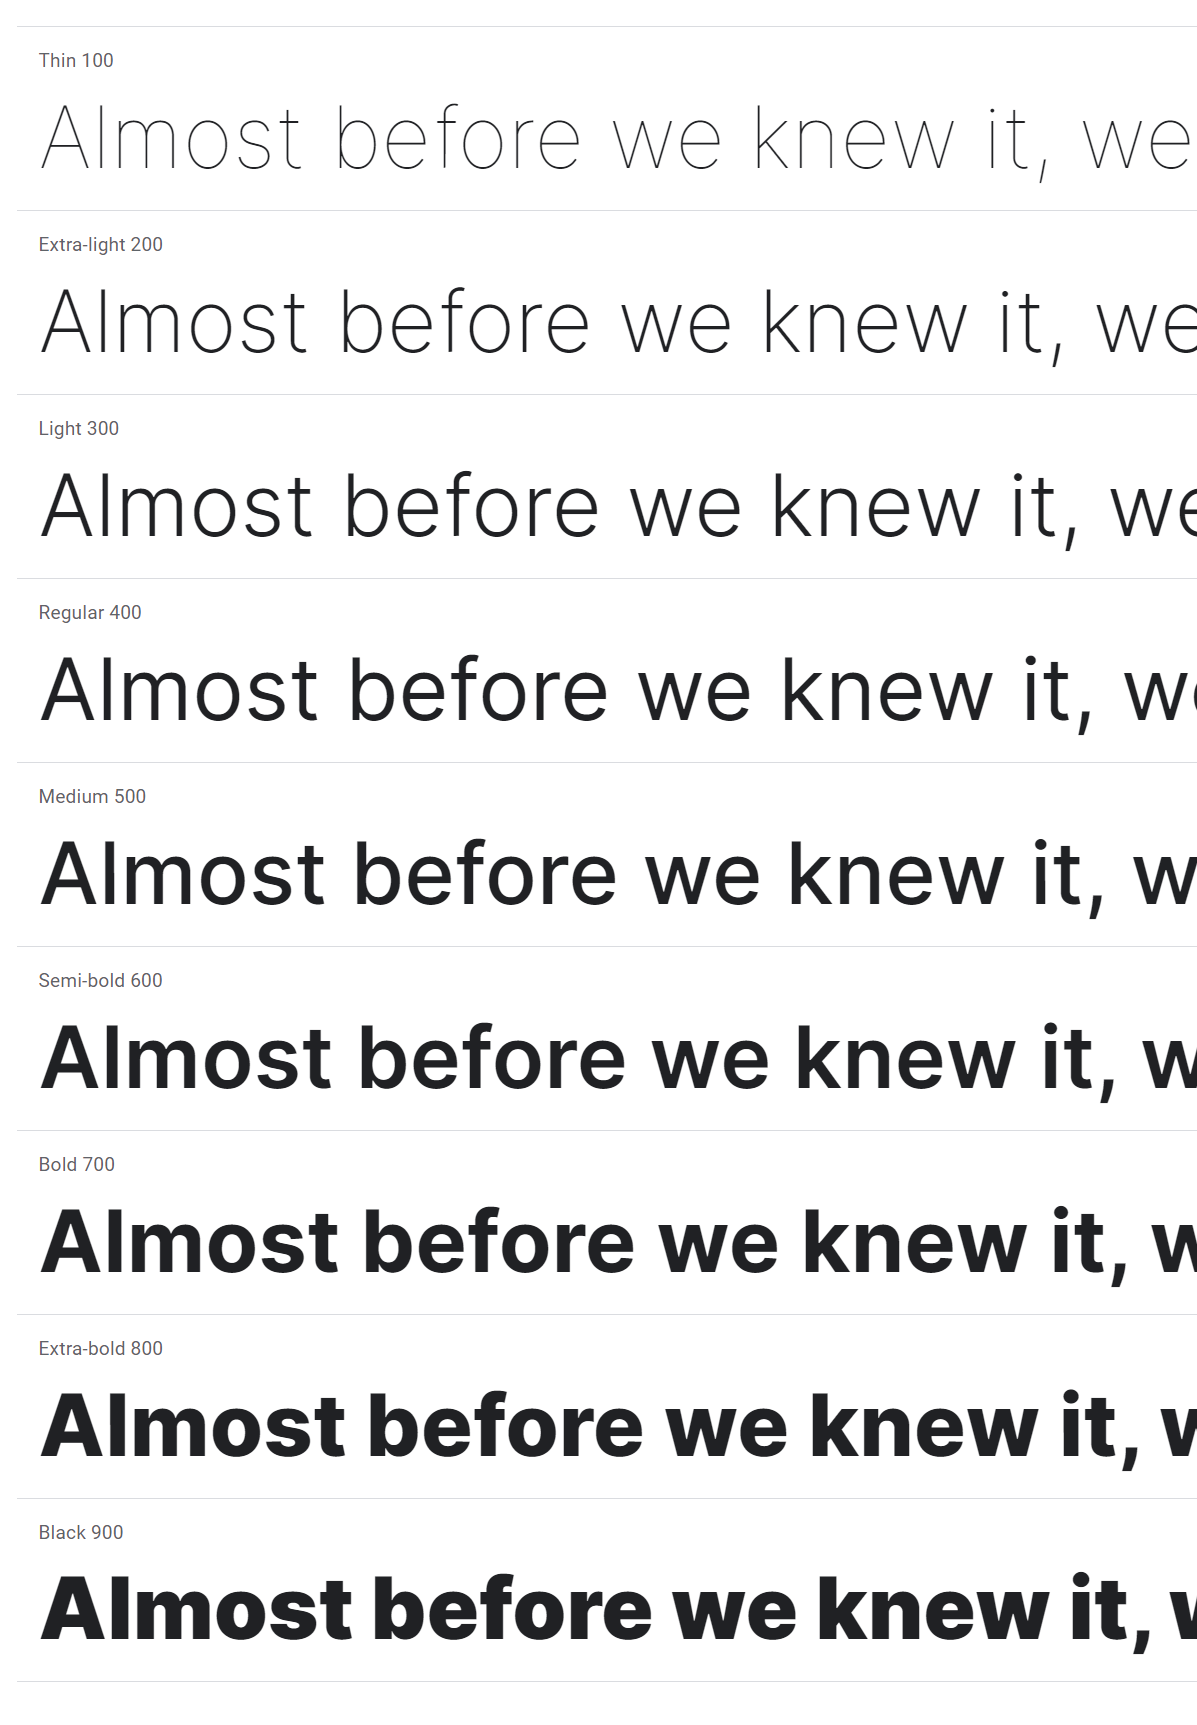 Thin 100
Almost before we knew it, we
Extra-light 200
Almost before we knew it, we
Light 300
Almost before we knew it, we
Regular 400
Almost before we knew it, we
Medium 500
Almost before we knew it, w
Semi-bold 600
Almost before we knew it, w
Bold 700
Almost before we knew it, w
Extra-bold 800
Almost before we knew it, w
Black 900
Almost before we knew it, w